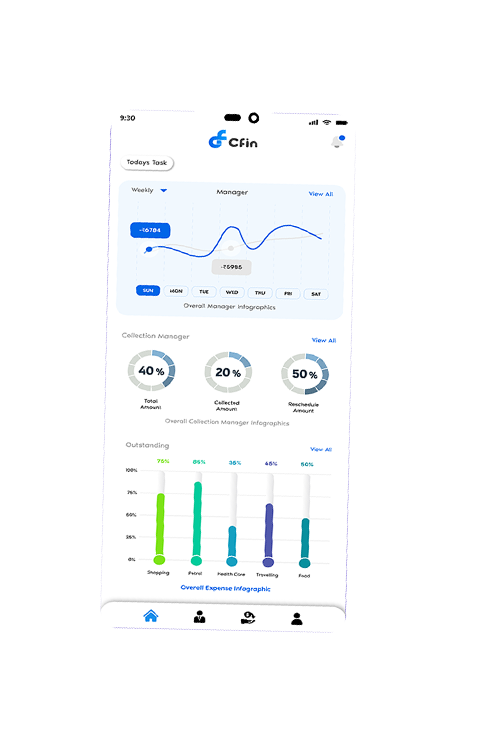 9:30
CFin
Todays Task
Weekly Manager View All
-₹6784
-₹5985
SUN MON TUE WED THU FRI SAT
Overall Manager Infographics
Collection Manager View All
40 % 20 % 50 %
Total Amount Collected Amount Reschedule Amount
Overall Collection Manager Infographics
Outstanding View All
75% 85% 35% 65% 50%
100%
75%
50%
25%
0%
Shopping Petrol Health Care Travelling Food
Overall Expense Infographic